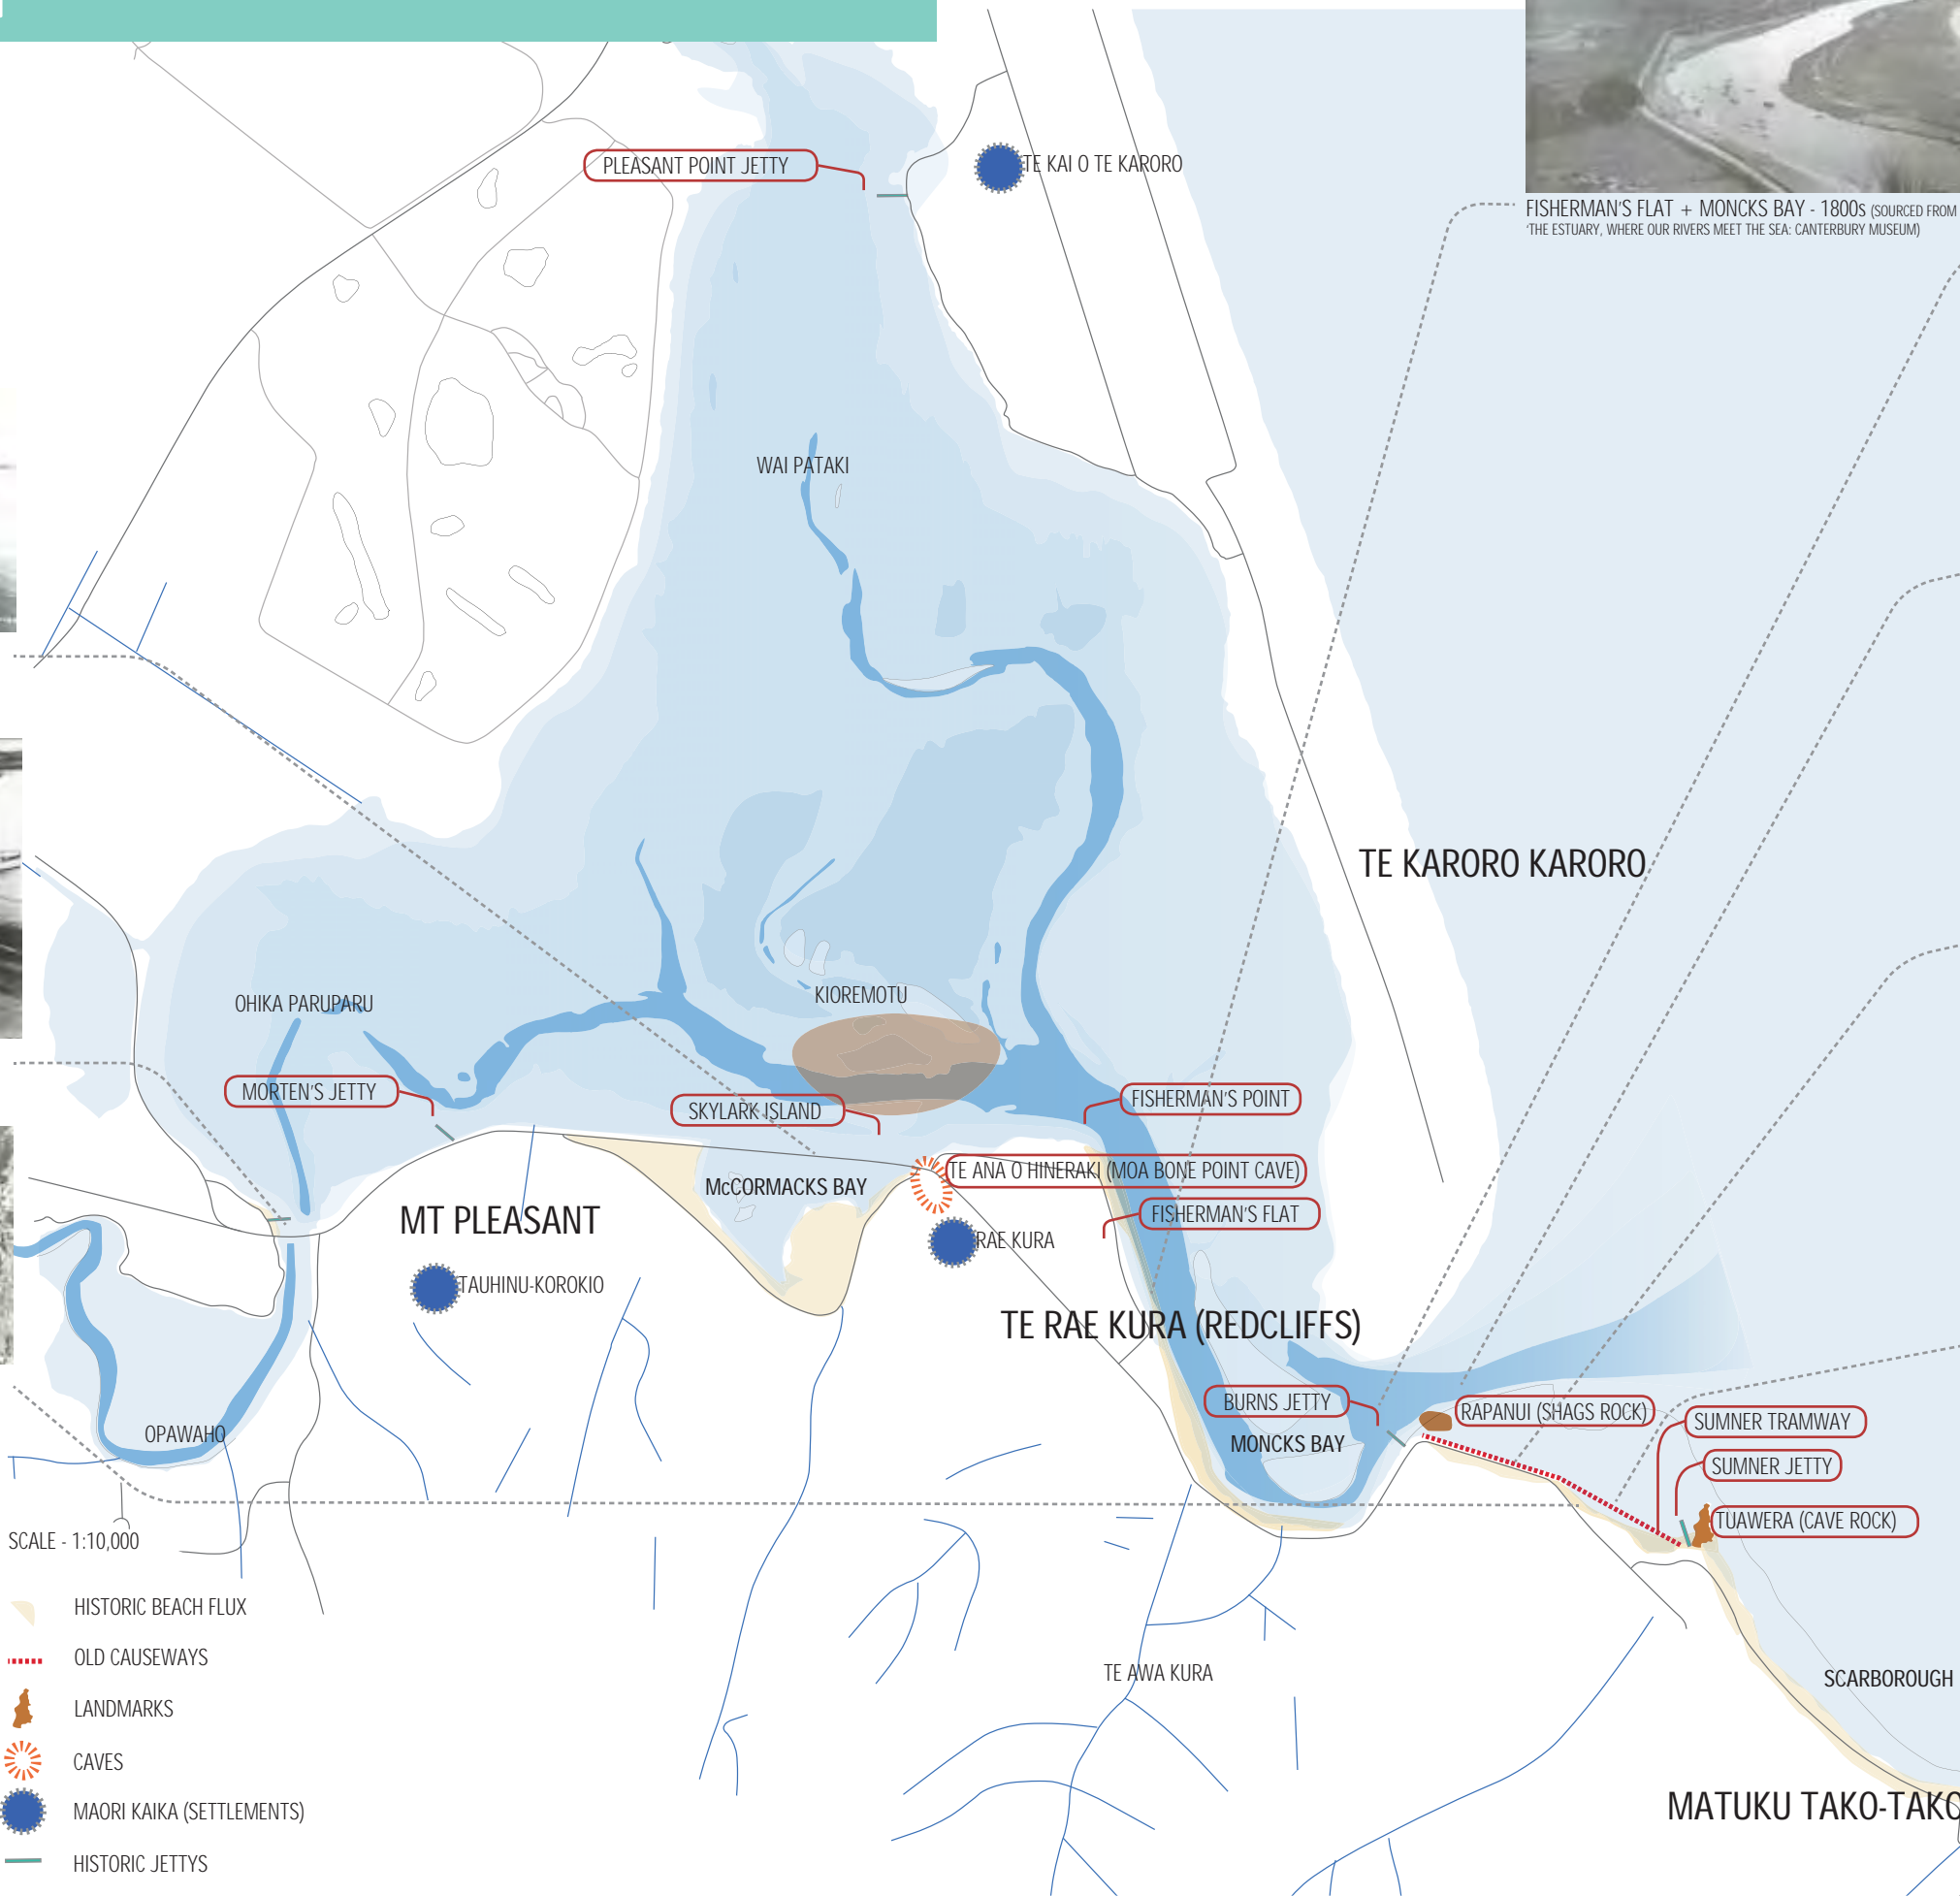 PLEASANT POINT JETTY
TE KAI O TE KARORO
FISHERMAN'S FLAT + MONCKS BAY - 1800s (SOURCED FROM
'THE ESTUARY, WHERE OUR RIVERS MEET THE SEA: CANTERBURY MUSEUM)
WAI PATAKI
TE KARORO KARORO
OHIKA PARUPARU
KIOREMOTU
MORTEN'S JETTY
SKYLARK ISLAND
FISHERMAN'S POINT
TE ANA O HINERAKI (MOA BONE POINT CAVE)
McCORMACKS BAY
FISHERMAN'S FLAT
MT PLEASANT
RAE KURA
TAUHINU-KOROKIO
TE RAE KURA (REDCLIFFS)
BURNS JETTY
RAPANUI (SHAGS ROCK)
SUMNER TRAMWAY
OPAWAHO
MONCKS BAY
SUMNER JETTY
TUAWERA (CAVE ROCK)
SCALE - 1:10,000
HISTORIC BEACH FLUX
OLD CAUSEWAYS
TE AWA KURA
SCARBOROUGH
LANDMARKS
CAVES
MAORI KAIKA (SETTLEMENTS)
MATUKU TAKO-TAKO
HISTORIC JETTYS